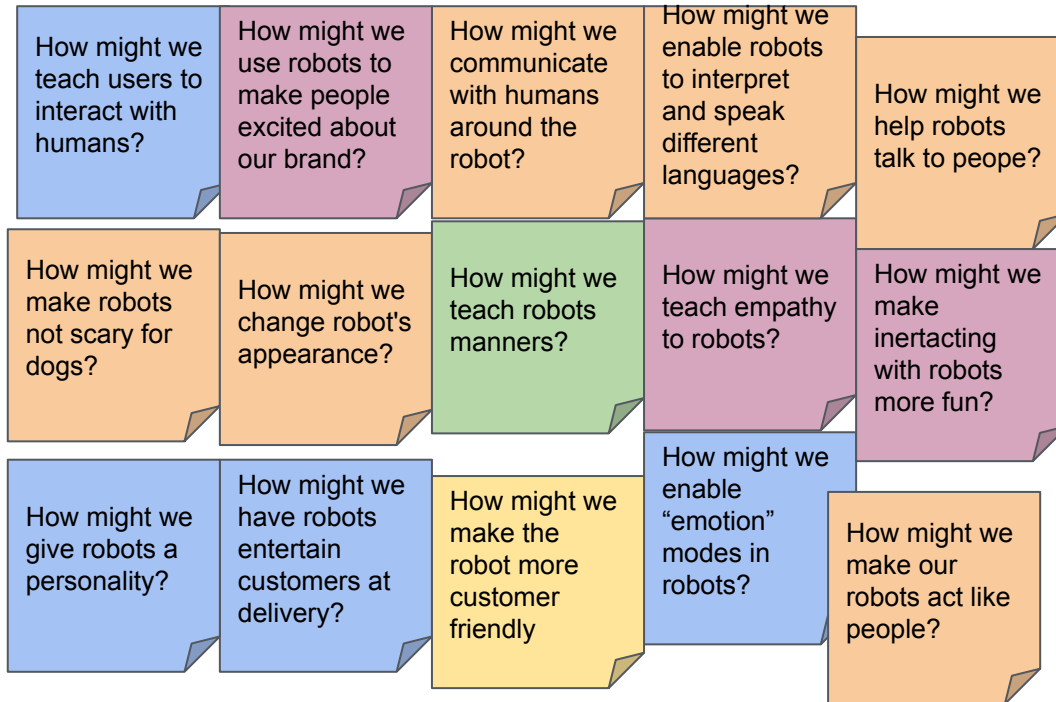 How might we
teach users to
interact with
humans?
How might we
use robots to
make people
excited about
our brand?
How might we
communicate
with humans
around the
robot?
How might we
enable robots
to interpret
and speak
different
languages?
How might we
help robots
talk to peope?
How might we
make robots
not scary for
dogs?
How might we
change robot's
appearance?
How might we
teach robots
manners?
How might we
teach empathy
to robots?
How might we
make
inertacting
with robots
more fun?
How might we
give robots a
personality?
How might we
have robots
entertain
customers at
delivery?
How might we
make the
robot more
customer
friendly
How might we
enable
“emotion”
modes in
robots?
How might we
make our
robots act like
people?